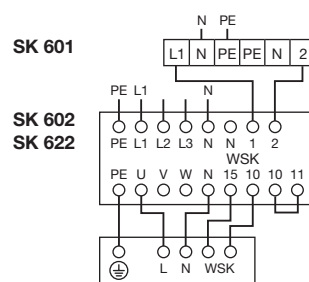 N PE
SK 601
L1 N PE PE N 2
PE L1 N
SK 602
SK 622
PE L1 L2 L3 N N 1 2
WSK
PE U V W N 15 10 10 11
L N WSK